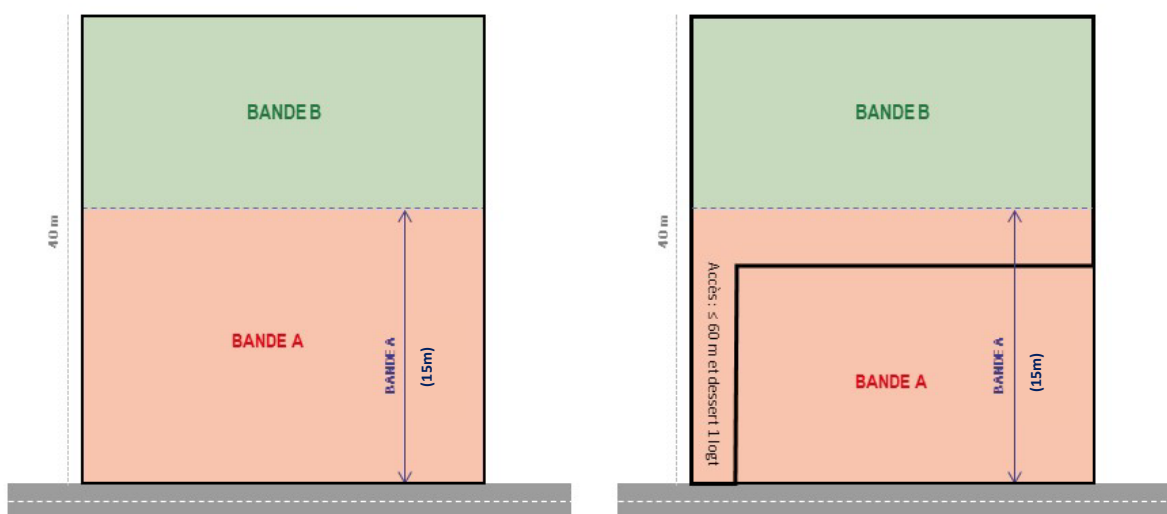 BANDE B
40 m
BANDE A
BANDE A
(15m)
BANDE B
40 m
Accès : ≤ 60 m et dessert 1 logt
BANDE A
BANDE A
(15m)